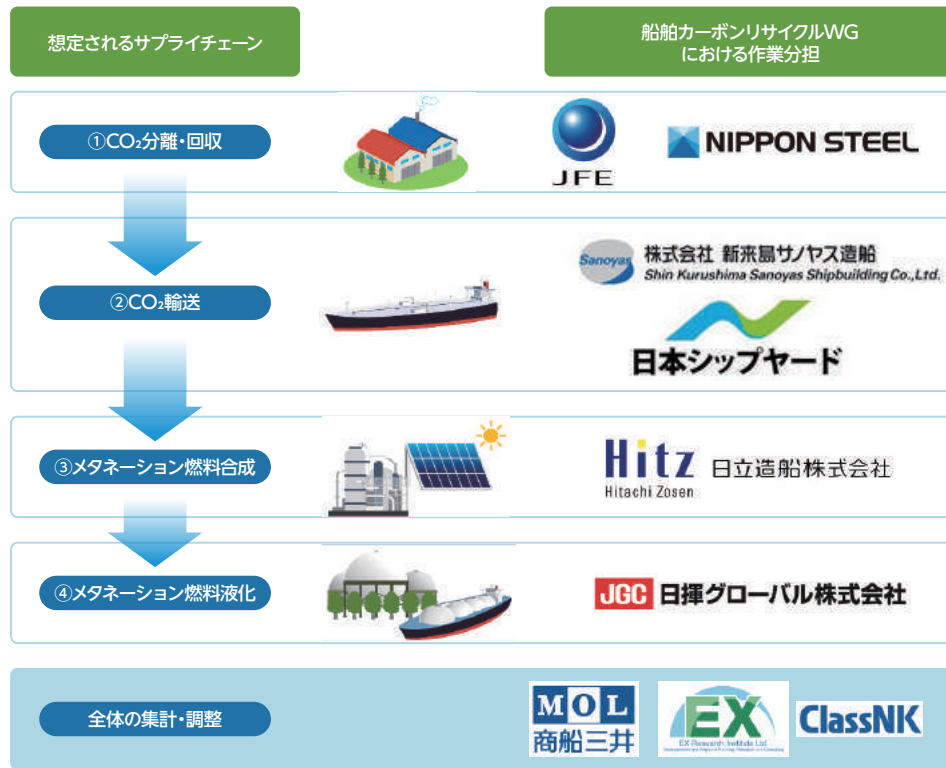 想定されるサプライチェーン
船舶カーボンリサイクルWG
における作業分担
①CO₂分離・回収
JFE
NIPPON STEEL
②CO₂輸送
Sanoyas
株式会社 新来島サノヤス造船
Shin Kurushima Sanoyas Shipbuilding Co.,Ltd.
日本シップヤード
③メタネーション燃料合成
Hitz 日立造船株式会社
Hitachi Zosen
④メタネーション燃料液化
JGC 日揮グローバル株式会社
全体の集計・調整
MOL
商船三井
EX
EX Research Institute Ltd.
ClassNK